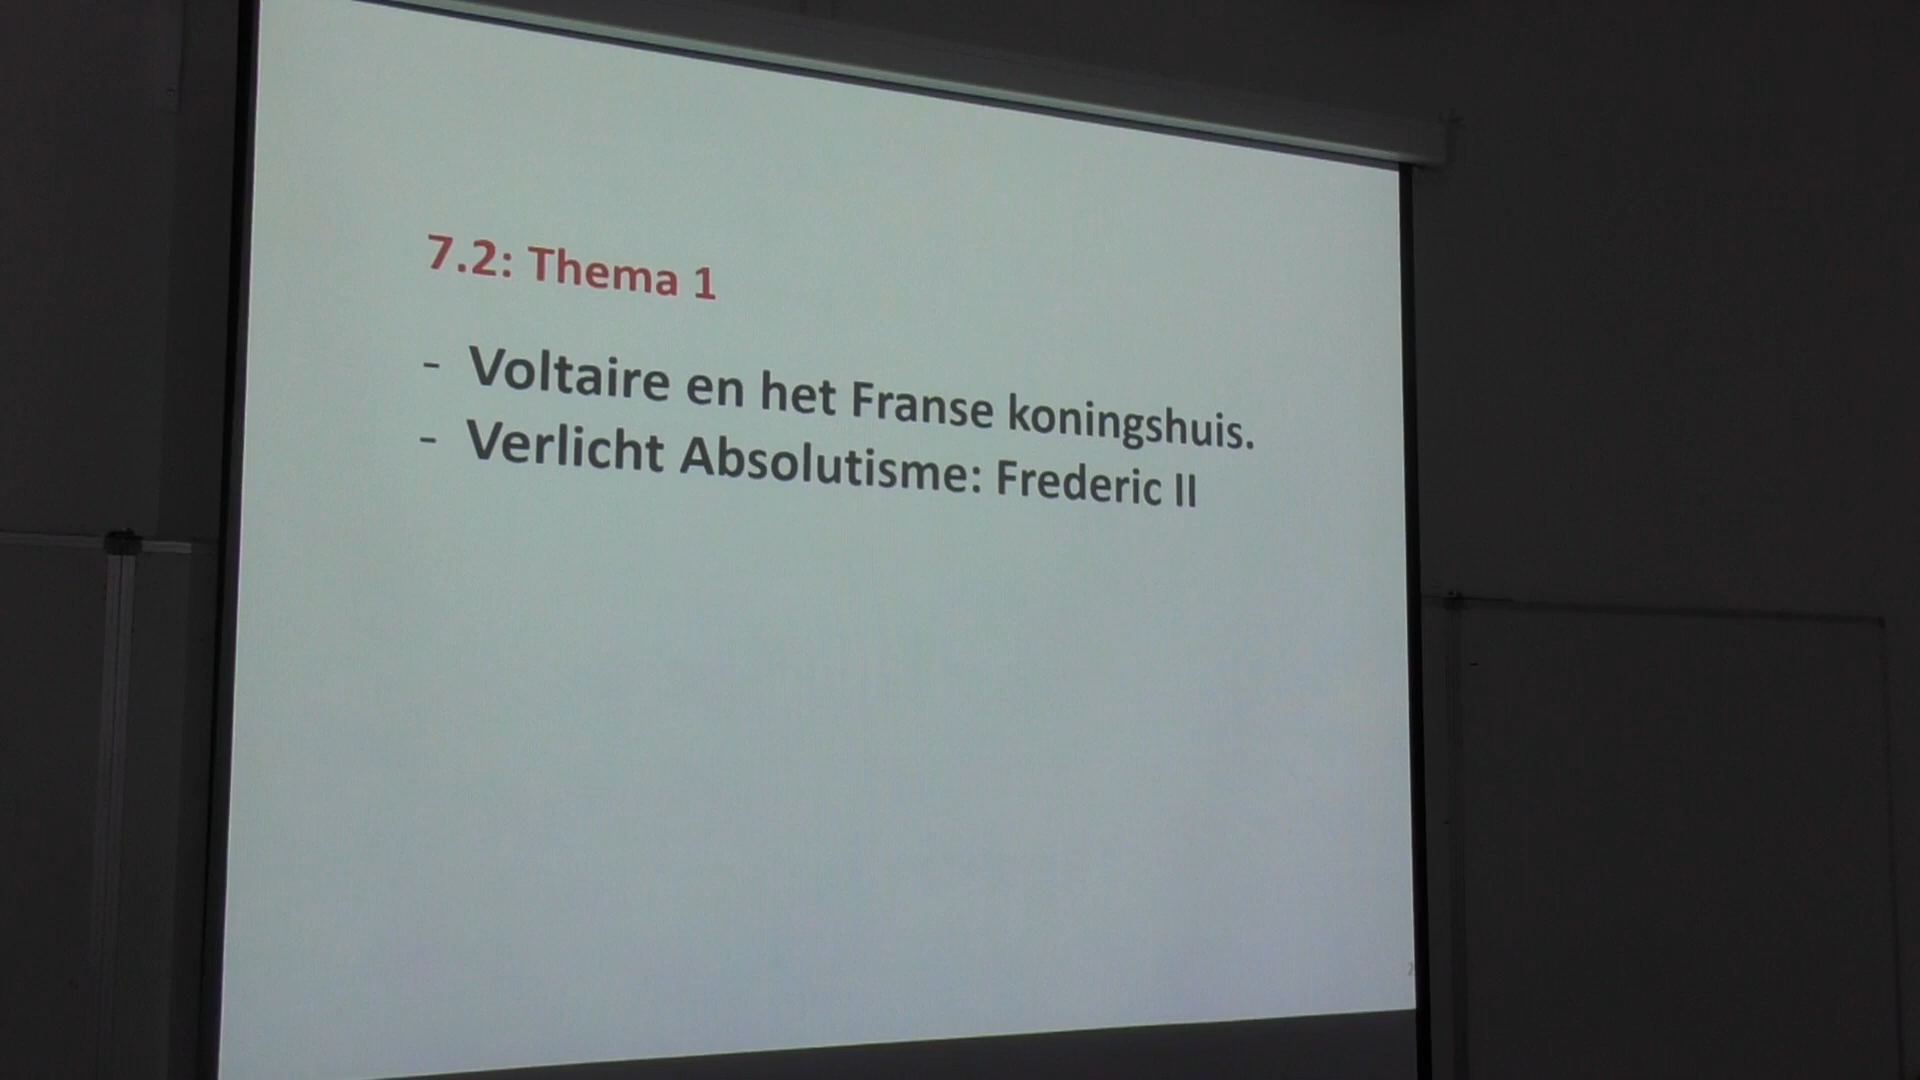 7.2: Thema 1
- Voltaire en het Franse koningshuis.
- Verlicht Absolutisme: Frederic II